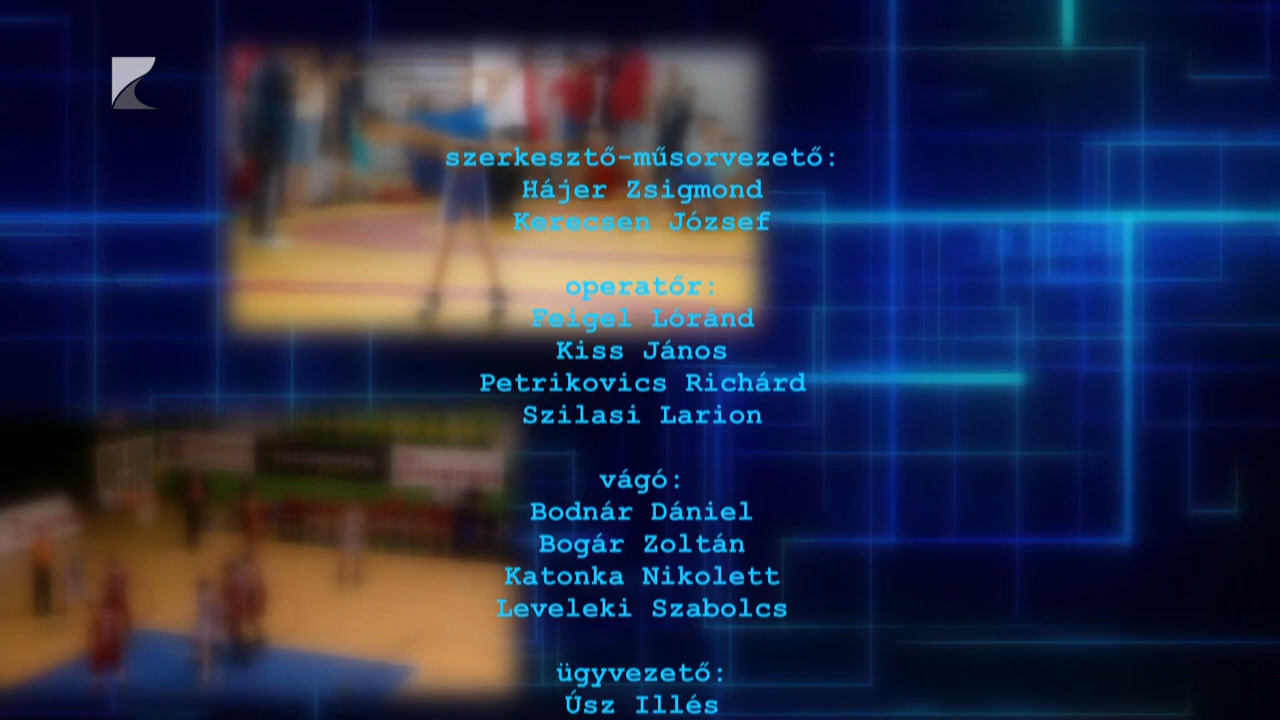 szerkesztő-műsorvezető:
Hájer Zsigmond
Kerecsen József
operatőr:
Feigel Lóránd
Kiss János
Petrikovics Richárd
Szilasi Larion
vágó:
Bodnár Dániel
Bogár Zoltán
Katonka Nikolett
Leveleki Szabolcs
ügyvezető:
Úsz Illés